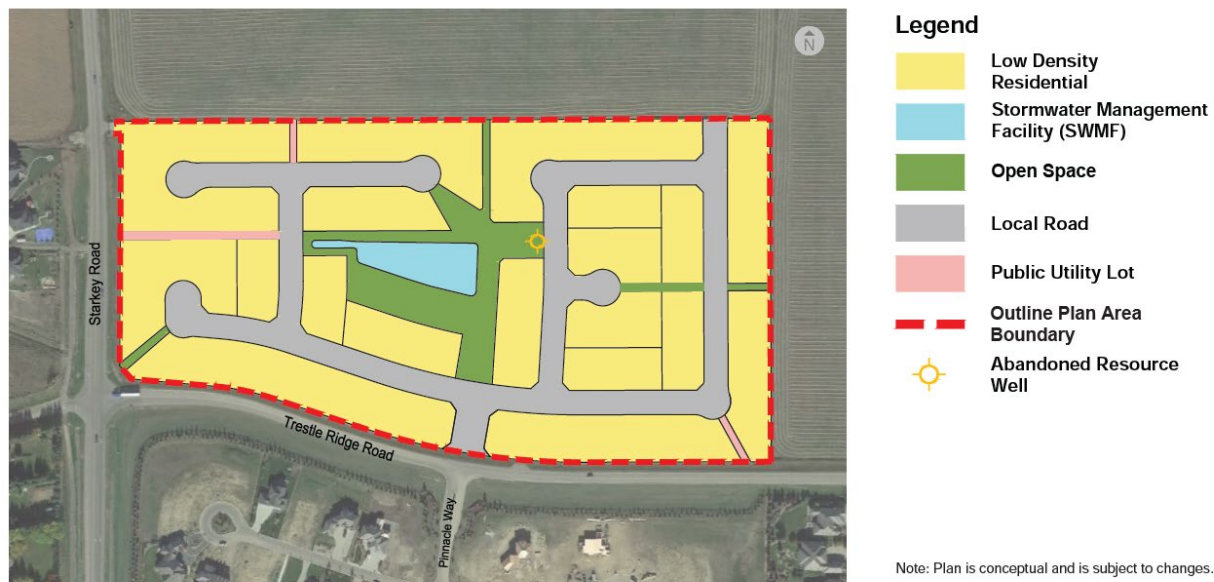 N
Starkey Road
Trestle Ridge Road
Pinnacle Way
Legend
Low Density
Residential
Stormwater Management
Facility (SWMF)
Open Space
Local Road
Public Utility Lot
Outline Plan Area
Boundary
Abandoned Resource
Well
Note: Plan is conceptual and is subject to changes.